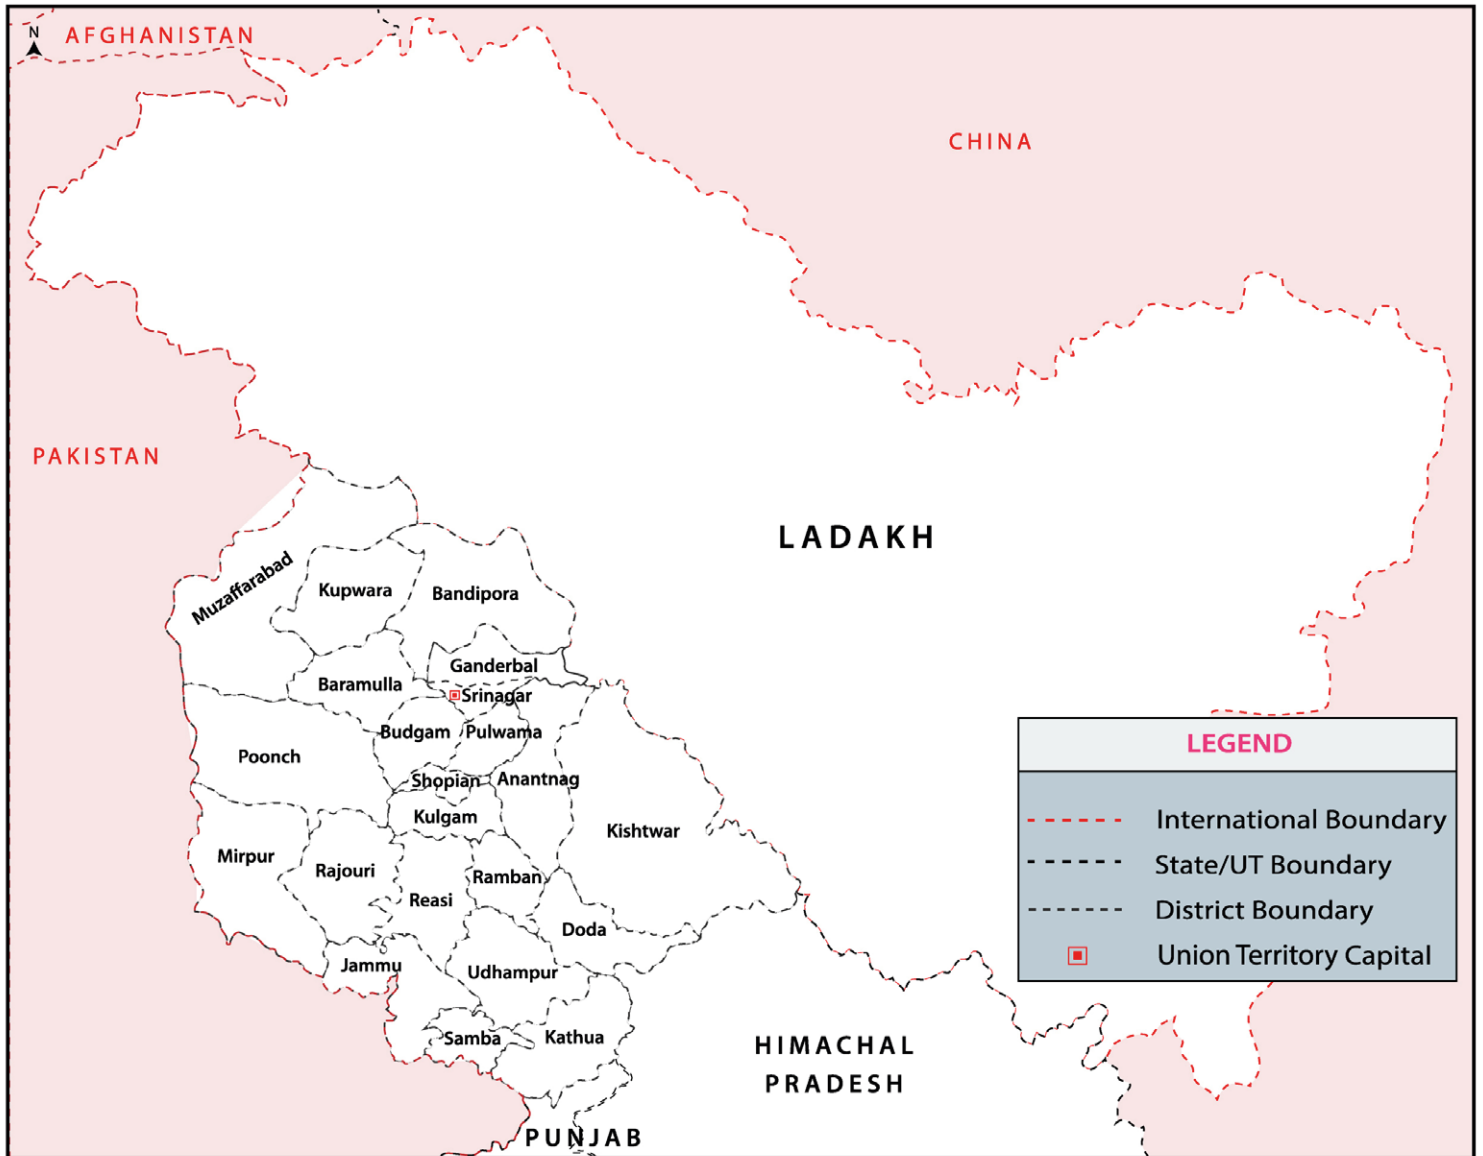 N
AFGHANISTAN
CHINA
PAKISTAN
LADAKH
Muzaffarabad
Kupwara
Bandipora
Ganderbal
Baramulla
Srinagar
Budgam
Pulwama
Poonch
Shopian
Anantnag
Kulgam
Kishtwar
Mirpur
Rajouri
Ramban
Reasi
Doda
Jammu
Udhampur
Samba
Kathua
HIMACHAL
PRADESH
PUNJAB
LEGEND
International Boundary
State/UT Boundary
District Boundary
Union Territory Capital